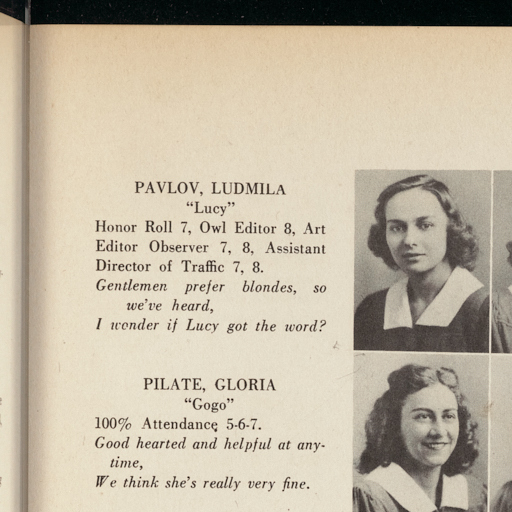 PAVLOV, LUDMILA
“Lucy”
Honor Roll 7, Owl Editor 8, Art
Editor Observer 7, 8, Assistant
Director of Traffic 7, 8.
Gentlemen prefer blondes, so
we've heard,
I wonder if Lucy got the word?
PILATE, GLORIA
“Gogo”
100% Attendance 5-6-7.
Good hearted and helpful at any-
time,
We think she's really very fine.